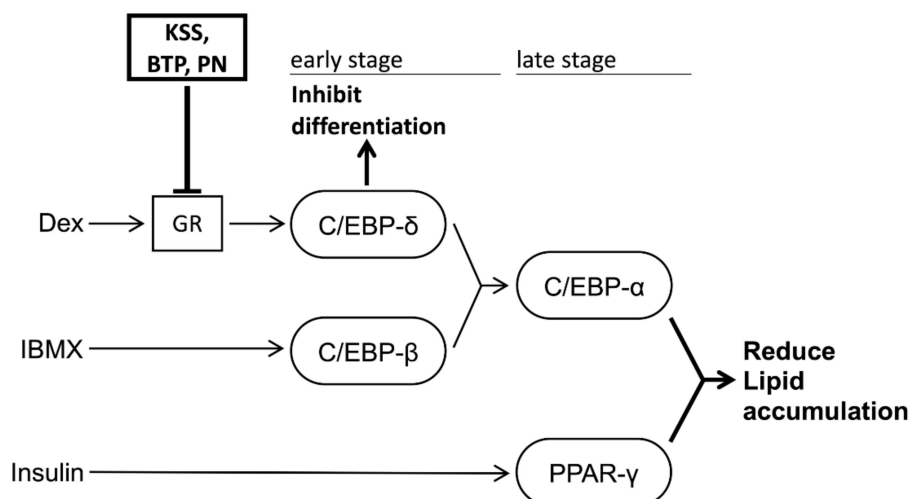 KSS,
BTP, PN
early stage
late stage
Inhibit
differentiation
Dex
GR
C/EBP-δ
C/EBP-α
IBMX
C/EBP-β
Reduce
Lipid
accumulation
Insulin
PPAR-γ